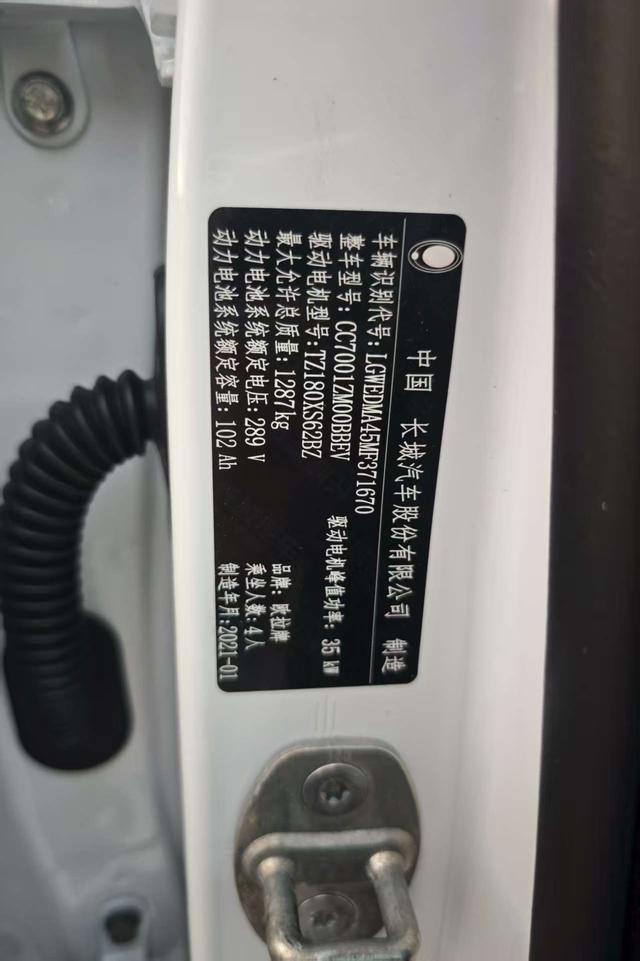 中国 长城汽车股份有限公司 制造
车辆识别代号:LGWEDMA45MF371670
整车型号:CC7001ZM00BBEV
驱动电机型号:TZ180XS62BZ 驱动电机峰值功率:35 kW
最大允许总质量:1287kg 品牌:欧拉牌
动力电池系统额定电压:289 V 乘坐人数:4人
动力电池系统额定容量:102 Ah 制造年月:2021-01